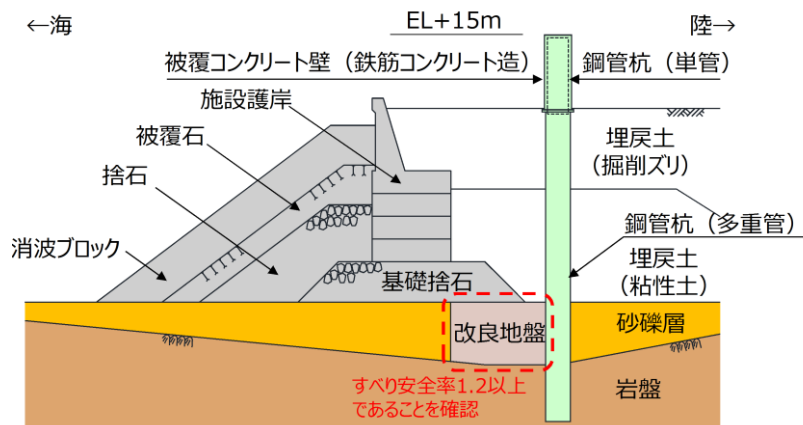 ←海
EL+15m
陸→
被覆コンクリート壁（鉄筋コンクリート造）
鋼管杭（単管）
施設護岸
被覆石
捨石
消波ブロック
埋戻土
（掘削ズリ）
鋼管杭（多重管）
埋戻土
（粘性土）
基礎捨石
改良地盤
砂礫層
すべり安全率1.2以上
であることを確認
岩盤